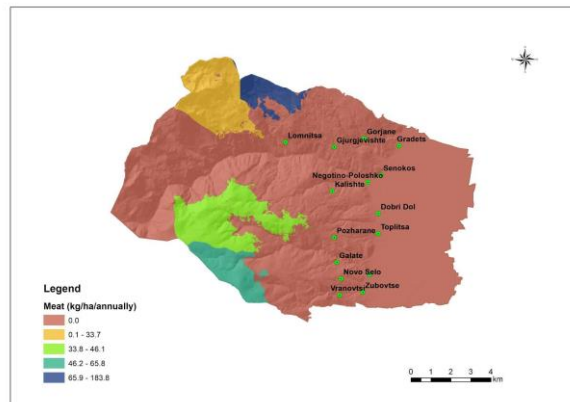 Lomnitsa
Gorjane
Gjurgjevishte
Gradets
Senokos
Negotino-Poloshko
Kalishte
Dobri Dol
Toplitsa
Pozharane
Galate
Novo Selo
Zubovtse
Vranovtsi
Legend
Meat (kg/ha/annually)
0.0
0.1 - 33.7
33.8 - 46.1
46.2 - 65.8
65.9 - 183.8
0 1 2 3 4
km